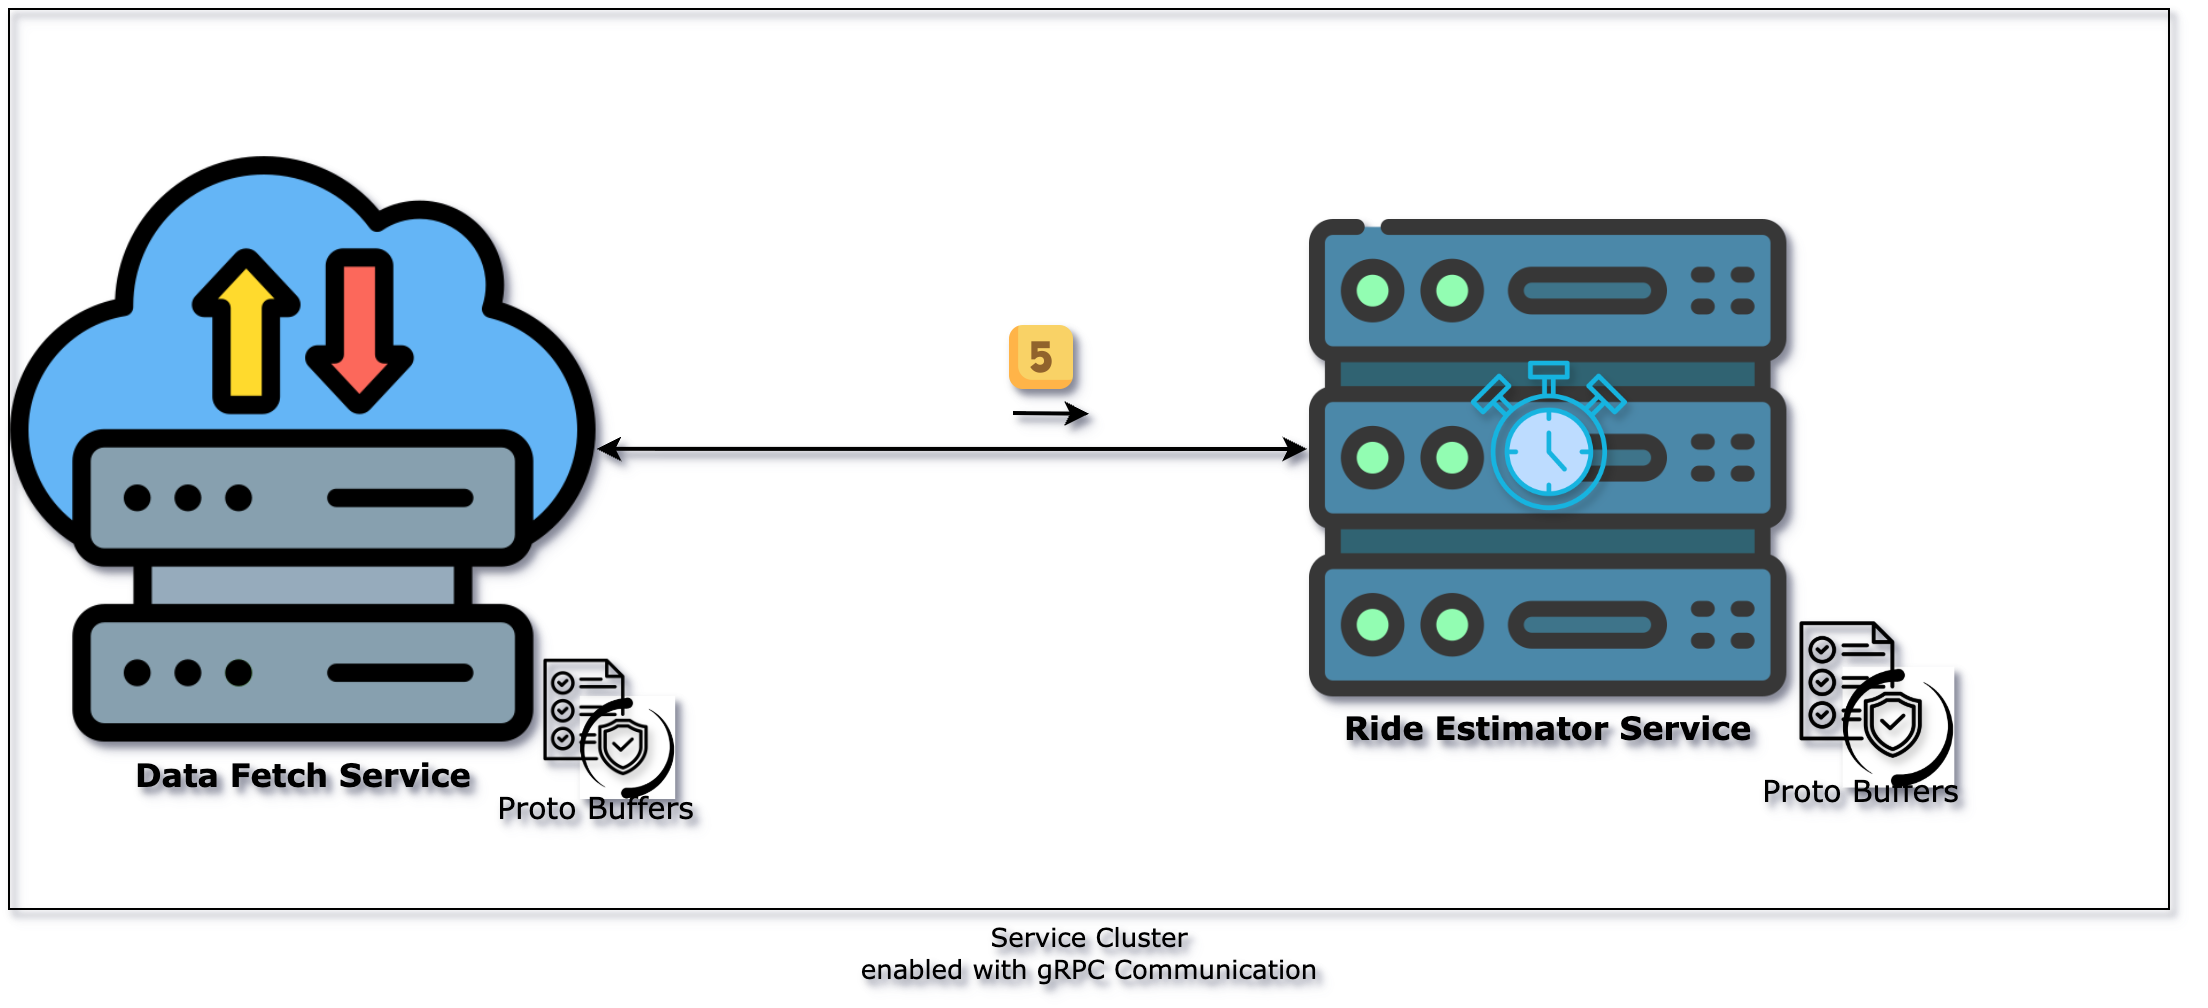 5
Data Fetch Service
Proto Buffers
Ride Estimator Service
Proto Buffers
Service Cluster
enabled with gRPC Communication